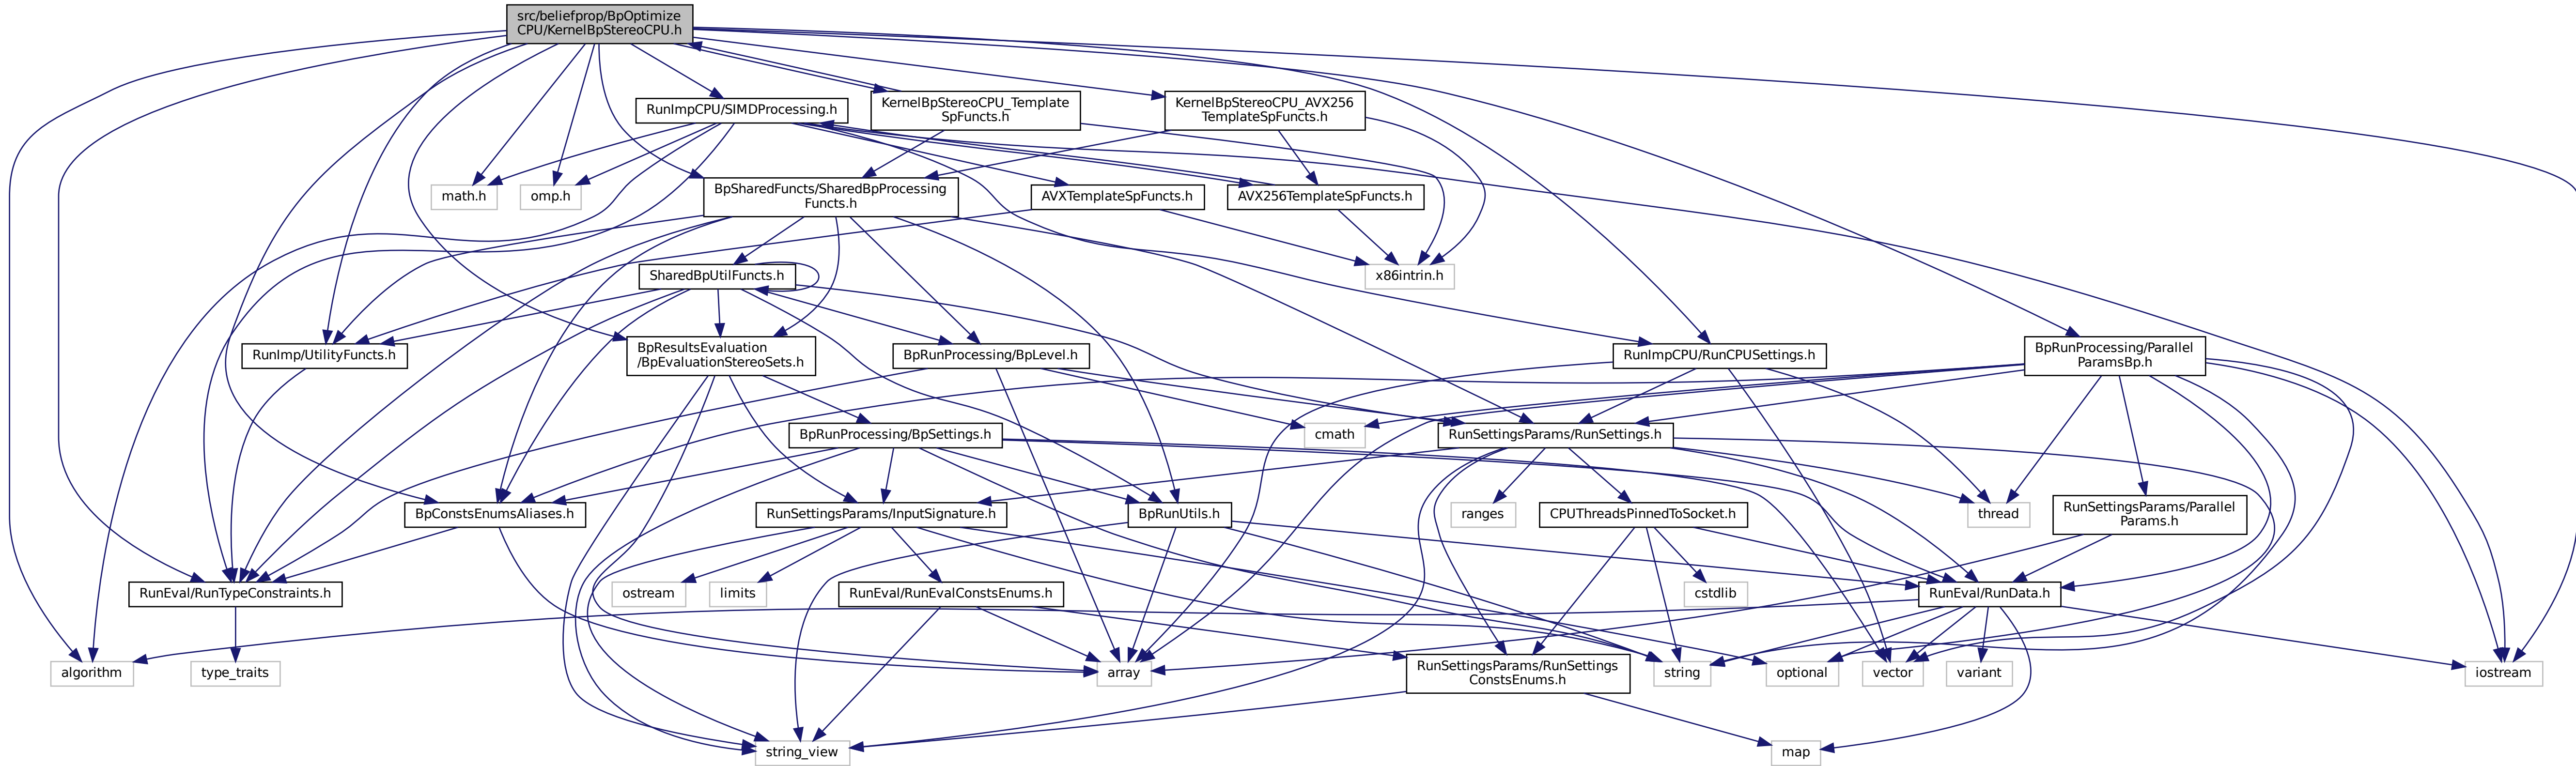 src/beliefprop/BpOptimize
CPU/KernelBpStereoCPU.h
RunImpCPU/SIMDProcessing.h
KernelBpStereoCPU_Template
SpFuncts.h
KernelBpStereoCPU_AVX256
TemplateSpFuncts.h
math.h
omp.h
BpSharedFuncts/SharedBpProcessing
Functs.h
AVXTemplateSpFuncts.h
AVX256TemplateSpFuncts.h
SharedBpUtilFuncts.h
x86intrin.h
RunImp/UtilityFuncts.h
BpResultsEvaluation
/BpEvaluationStereoSets.h
BpRunProcessing/BpLevel.h
RunImpCPU/RunCPUSettings.h
BpRunProcessing/Parallel
ParamsBp.h
BpRunProcessing/BpSettings.h
cmath
RunSettingsParams/RunSettings.h
BpConstsEnumsAliases.h
RunSettingsParams/InputSignature.h
BpRunUtils.h
ranges
CPUThreadsPinnedToSocket.h
thread
RunSettingsParams/Parallel
Params.h
RunEval/RunTypeConstraints.h
ostream
limits
RunEval/RunEvalConstsEnums.h
cstdlib
RunEval/RunData.h
algorithm
type_traits
array
RunSettingsParams/RunSettings
ConstsEnums.h
string
optional
vector
variant
iostream
string_view
map